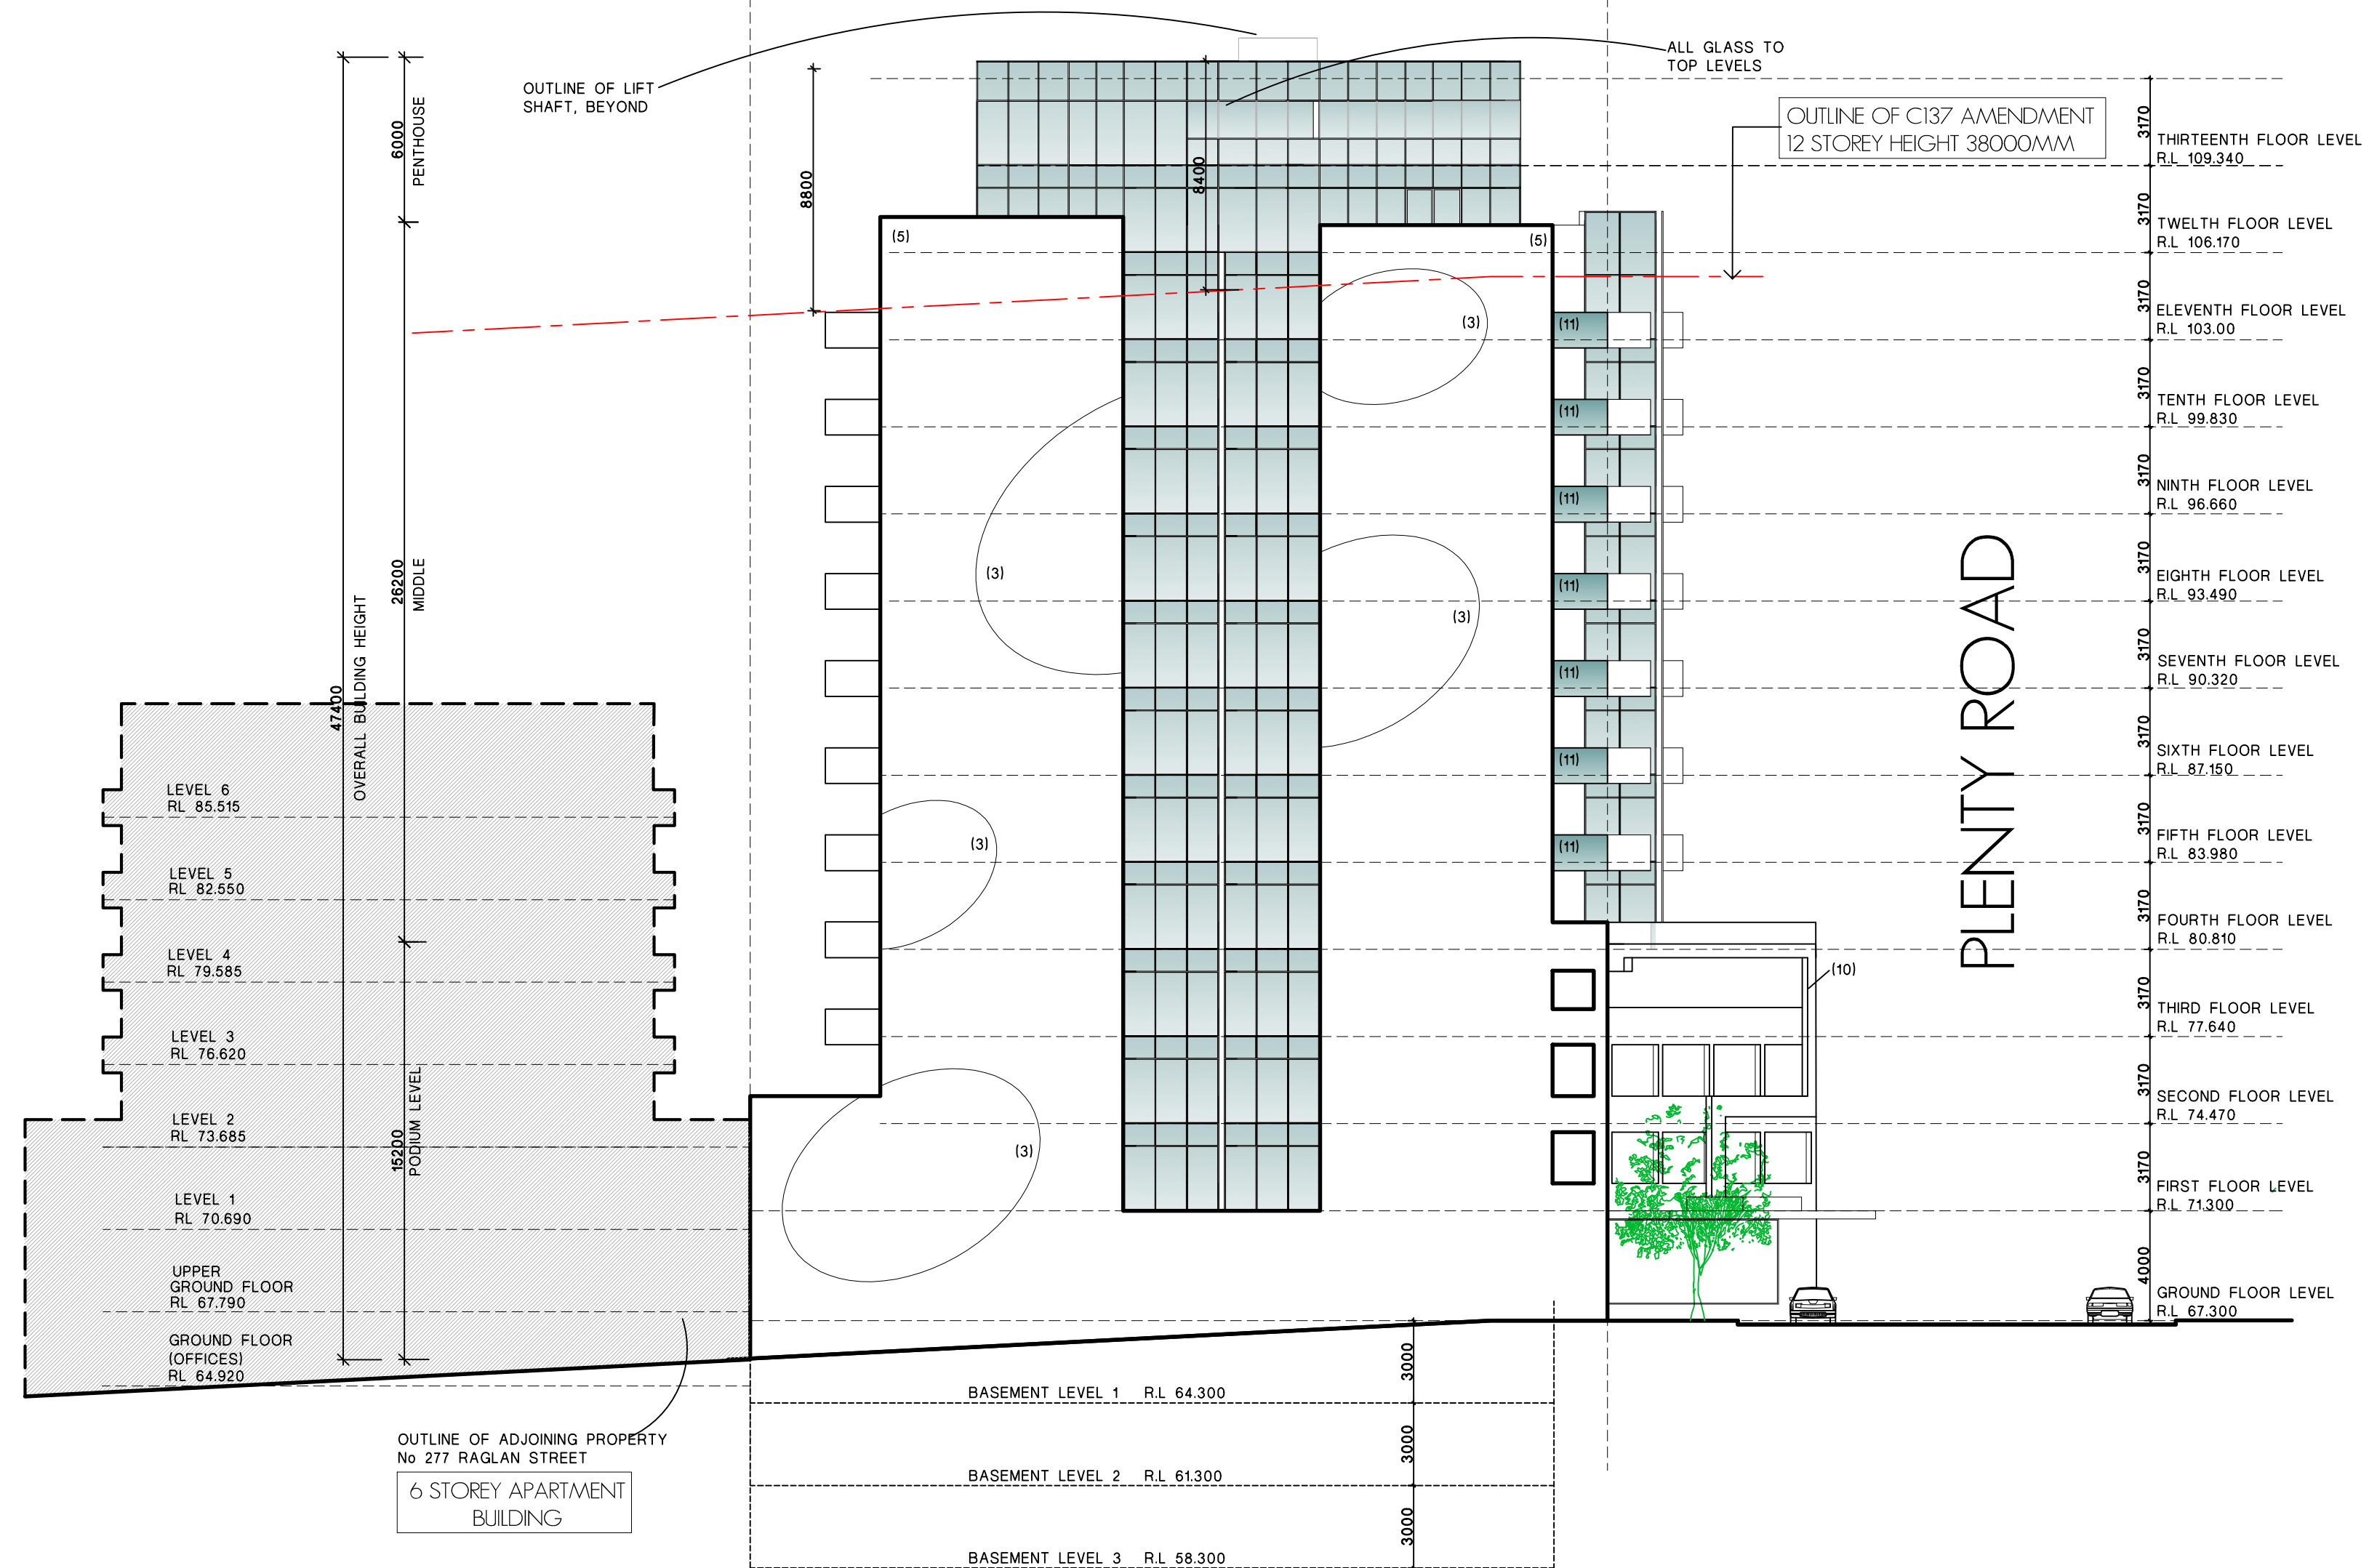 OUTLINE OF LIFT
SHAFT, BEYOND
ALL GLASS TO
TOP LEVELS
OUTLINE OF C137 AMENDMENT
12 STOREY HEIGHT 38000MM
6000
PENTHOUSE
26200
MIDDLE
47400
OVERALL BUILDING HEIGHT
15200
PODIUM LEVEL
8800
8400
(5)
(5)
(3)
(3)
(3)
(3)
(3)
(11)
(11)
(11)
(11)
(11)
(11)
(11)
(10)
PLENTY ROAD
3170
THIRTEENTH FLOOR LEVEL
R.L 109.340
3170
TWELTH FLOOR LEVEL
R.L 106.170
3170
ELEVENTH FLOOR LEVEL
R.L 103.00
3170
TENTH FLOOR LEVEL
R.L 99.830
3170
NINTH FLOOR LEVEL
R.L 96.660
3170
EIGHTH FLOOR LEVEL
R.L 93.490
3170
SEVENTH FLOOR LEVEL
R.L 90.320
3170
SIXTH FLOOR LEVEL
R.L 87.150
3170
FIFTH FLOOR LEVEL
R.L 83.980
3170
FOURTH FLOOR LEVEL
R.L 80.810
3170
THIRD FLOOR LEVEL
R.L 77.640
3170
SECOND FLOOR LEVEL
R.L 74.470
3170
FIRST FLOOR LEVEL
R.L 71.300
4000
GROUND FLOOR LEVEL
R.L 67.300
LEVEL 6
RL 85.515
LEVEL 5
RL 82.550
LEVEL 4
RL 79.585
LEVEL 3
RL 76.620
LEVEL 2
RL 73.685
LEVEL 1
RL 70.690
UPPER
GROUND FLOOR
RL 67.790
GROUND FLOOR
(OFFICES)
RL 64.920
OUTLINE OF ADJOINING PROPERTY
No 277 RAGLAN STREET
6 STOREY APARTMENT
BUILDING
3000
BASEMENT LEVEL 1 R.L 64.300
3000
BASEMENT LEVEL 2 R.L 61.300
3000
BASEMENT LEVEL 3 R.L 58.300